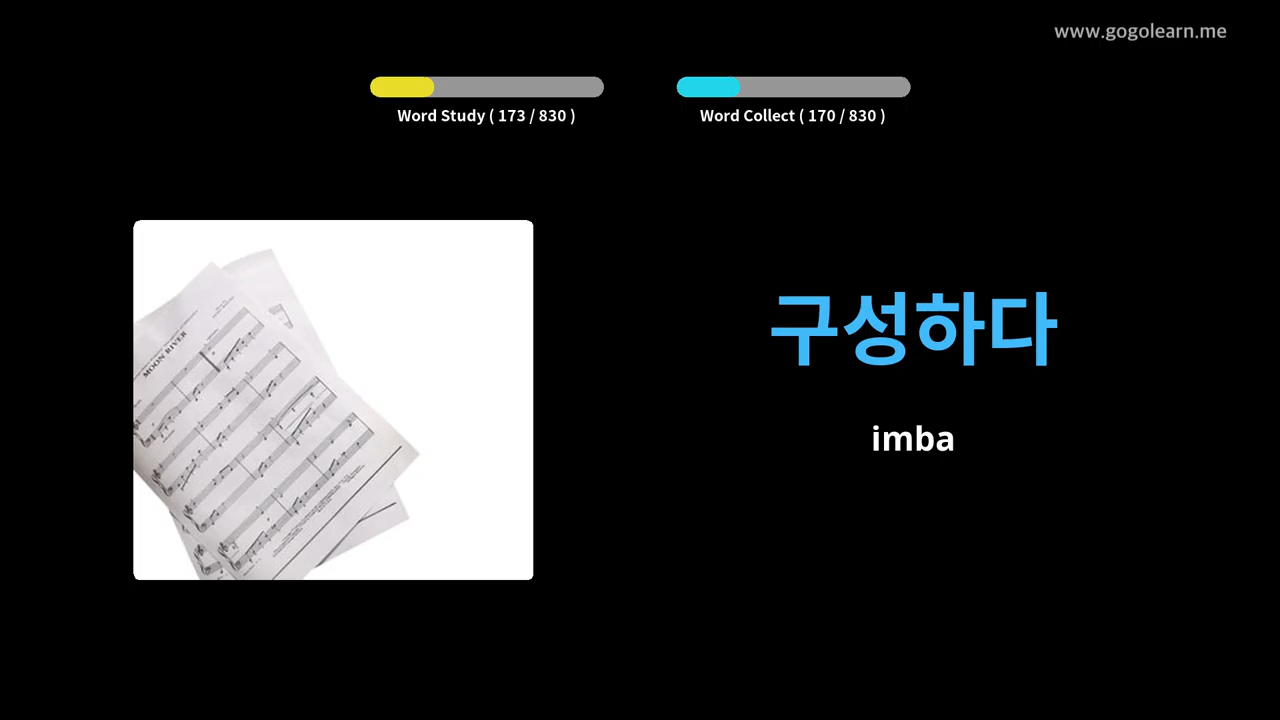 www.gogolearn.me
Word Study ( 173 / 830 )
Word Collect ( 170 / 830 )
MOON RIVER
구성하다
imba